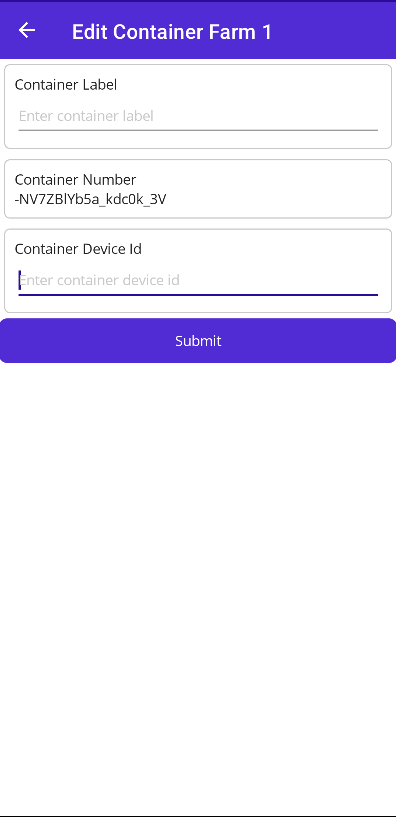 Edit Container Farm 1
Container Label
Enter container label
Container Number
-NV7ZBlYb5a_kdc0k_3V
Container Device Id
Enter container device id
Submit